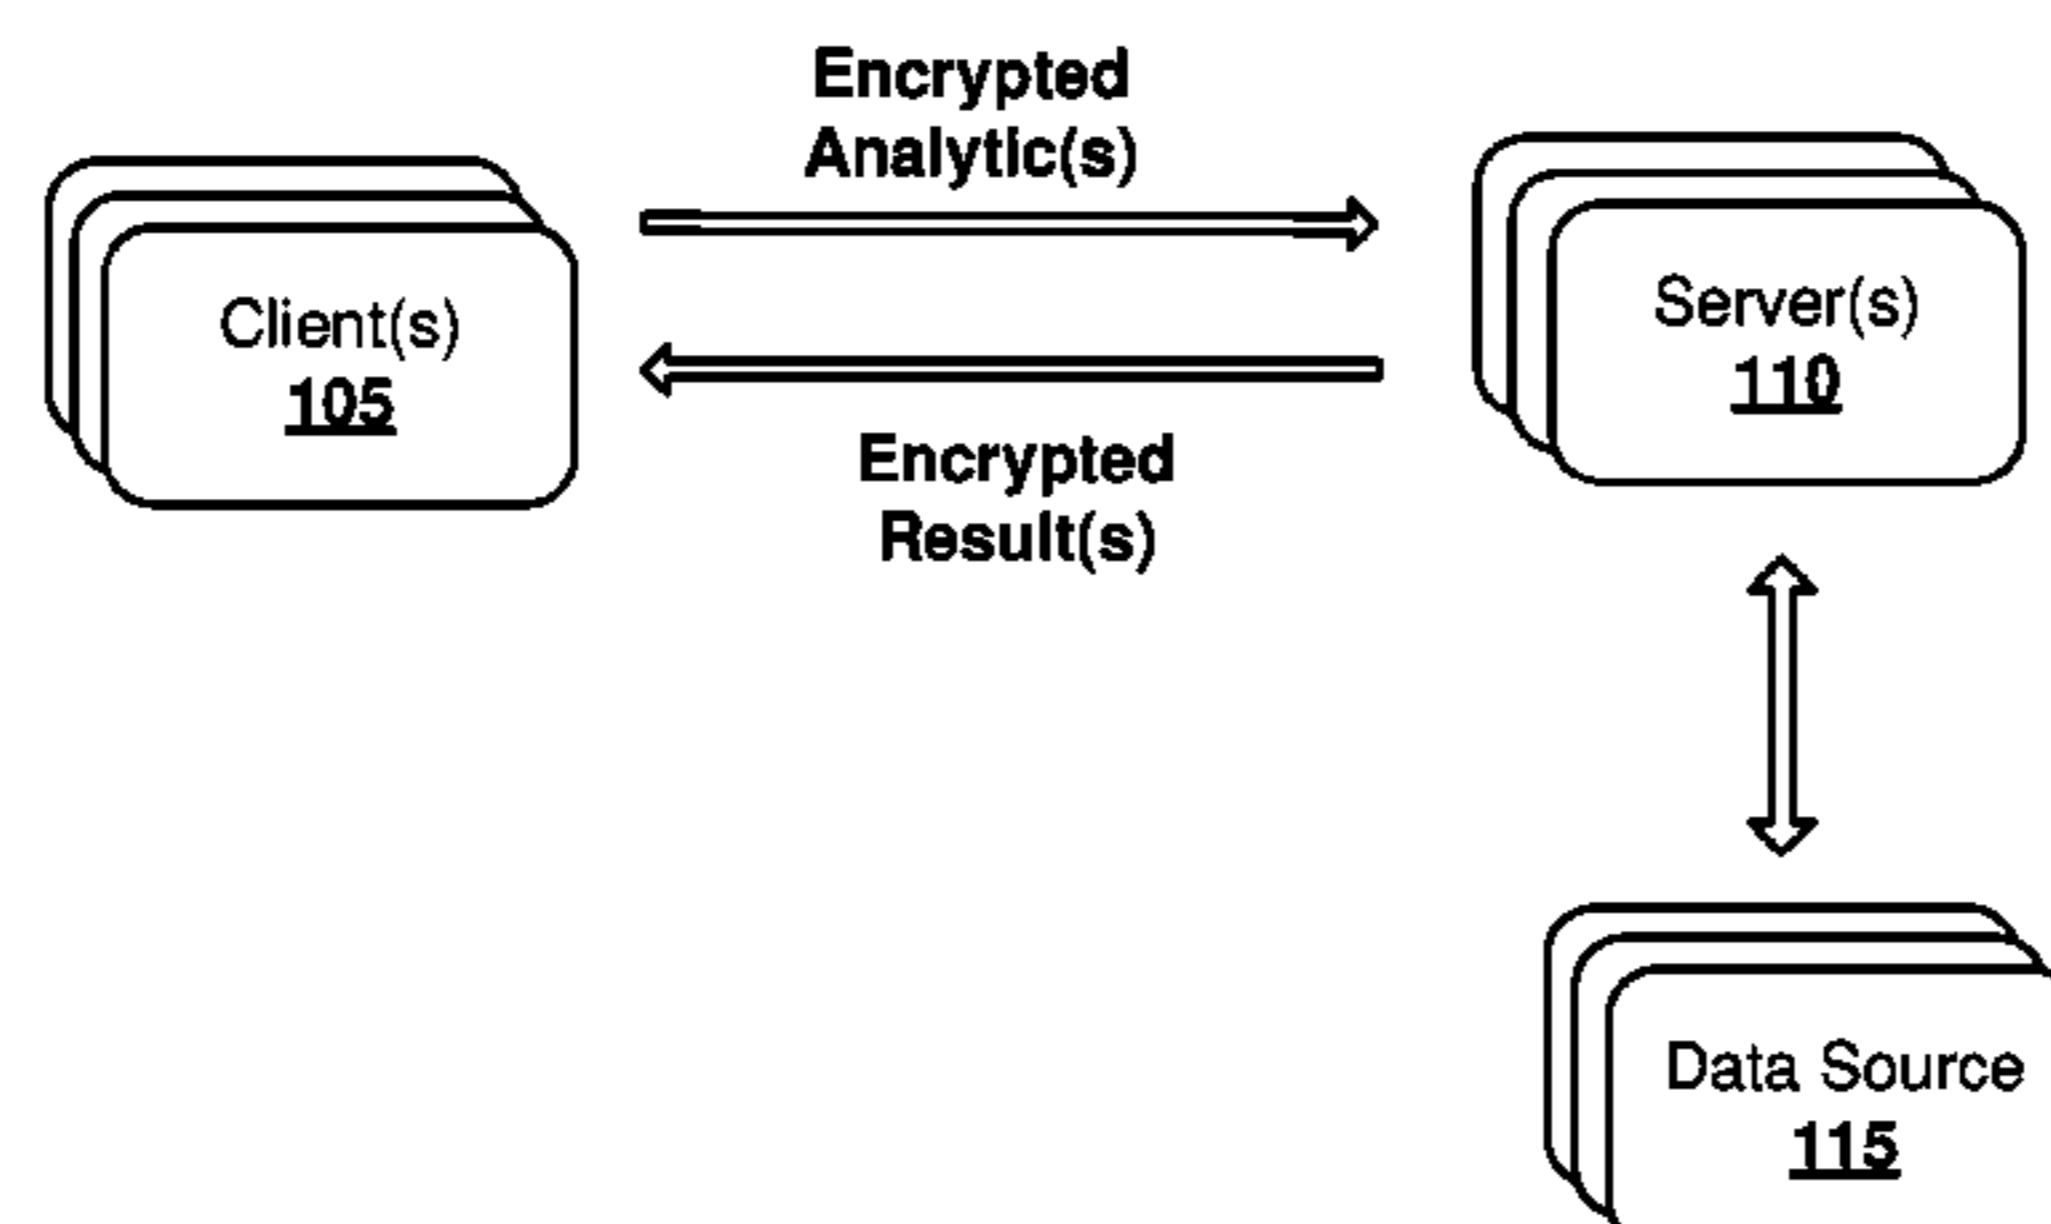 Encrypted
Analytic(s)
Client(s)
105
Server(s)
110
Encrypted
Result(s)
Data Source
115